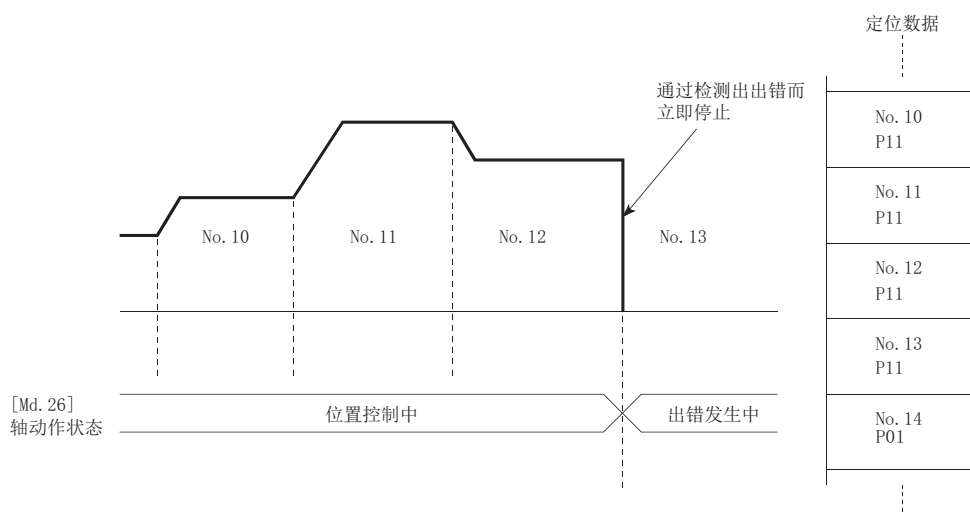 定位数据
通过检测出出错而
立即停止
No.10
P11
No.11
P11
No.10
No.11
No.12
No.13
No.12
P11
No.13
P11
[Md.26]
轴动作状态
位置控制中
出错发生中
No.14
P01